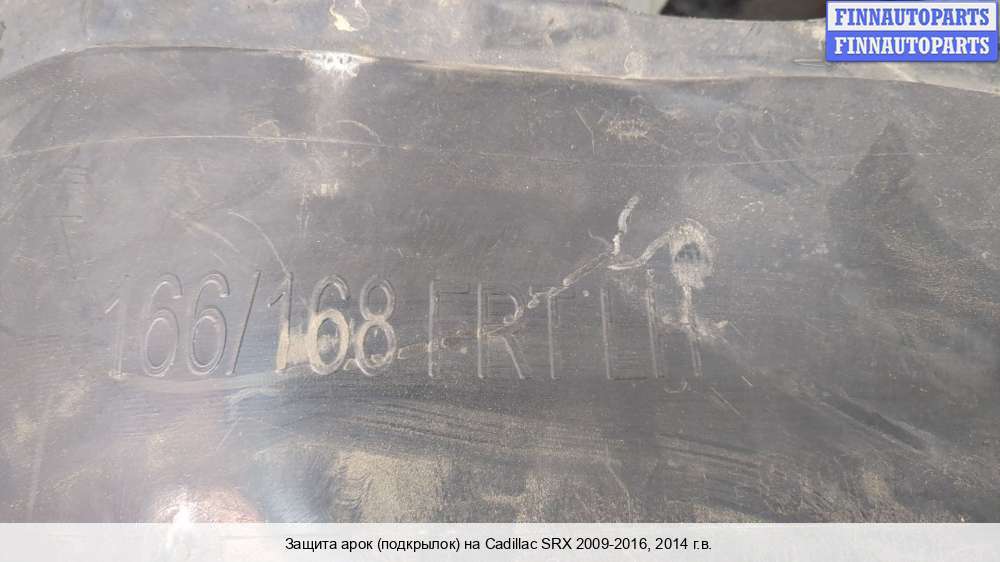 FINNAUTOPARTS
FINNAUTOPARTS
166/168 FRT LH
Защита арок (подкрылок) на Cadillac SRX 2009-2016, 2014 г.в.